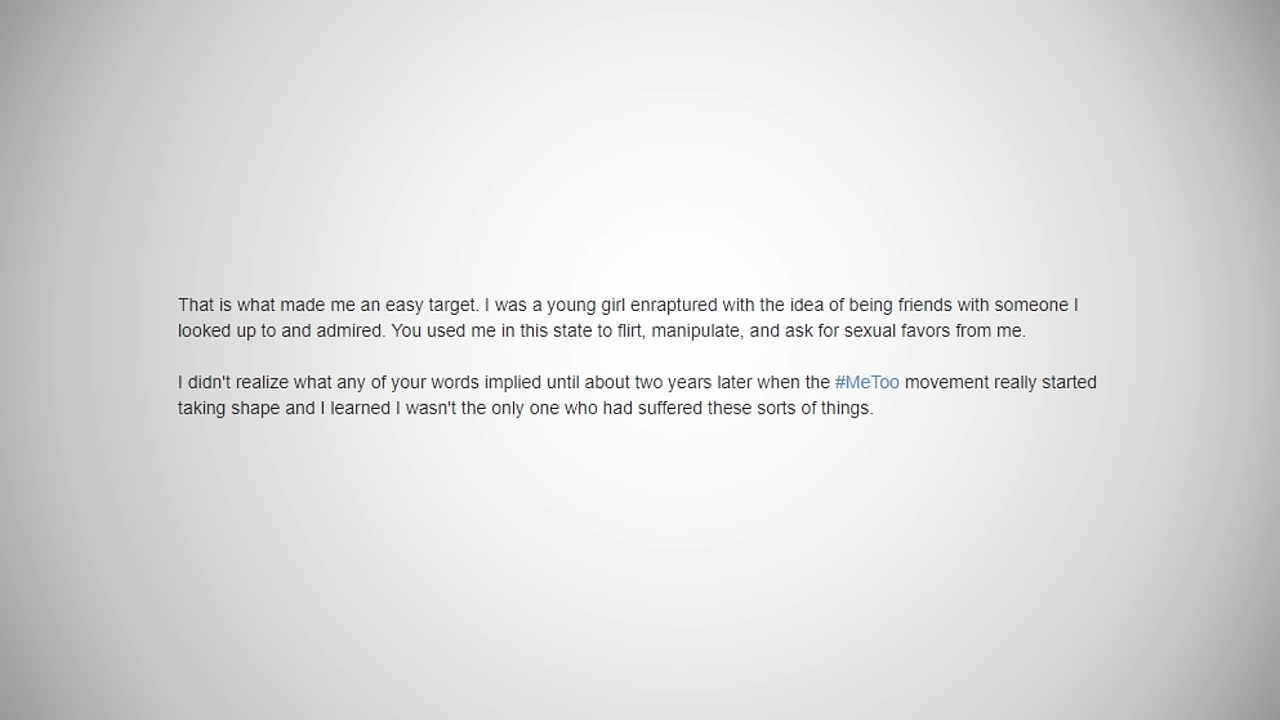 That is what made me an easy target. I was a young girl enraptured with the idea of being friends with someone I
looked up to and admired. You used me in this state to flirt, manipulate, and ask for sexual favors from me.
I didn't realize what any of your words implied until about two years later when the #MeToo movement really started
taking shape and I learned I wasn't the only one who had suffered these sorts of things.